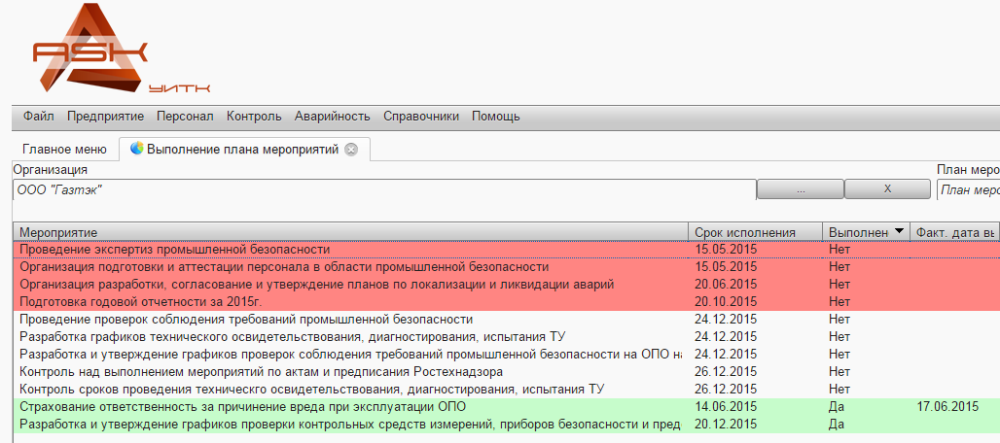 ASK
УИТК
Файл Предприятие Персонал Контроль Аварийность Справочники Помощь
Главное меню Выполнение плана мероприятий
Организация План меро
ООО "Газтэк" ... X План меро
Мероприятие Срок исполнения Выполнен Факт. дата вы
Проведение экспертиз промышленной безопасности 15.05.2015 Нет
Организация подготовки и аттестации персонала в области промышленной безопасности 15.05.2015 Нет
Организация разработки, согласование и утверждение планов по локализации и ликвидации аварий 20.06.2015 Нет
Подготовка годовой отчетности за 2015г. 20.10.2015 Нет
Проведение проверок соблюдения требований промышленной безопасности 24.12.2015 Нет
Разработка графиков технического освидетельствования, диагностирования, испытания ТУ 24.12.2015 Нет
Разработка и утверждение графиков проверок соблюдения требований промышленной безопасности на ОПО на 24.12.2015 Нет
Контроль над выполнением мероприятий по актам и предписания Ростехнадзора 26.12.2015 Нет
Контроль сроков проведения техническго освидетельствования, диагностирования, испытания ТУ 26.12.2015 Нет
Страхование ответственность за причинение вреда при эксплуатации ОПО 14.06.2015 Да 17.06.2015
Разработка и утверждение графиков проверки контрольных средств измерений, приборов безопасности и пред 20.12.2015 Да